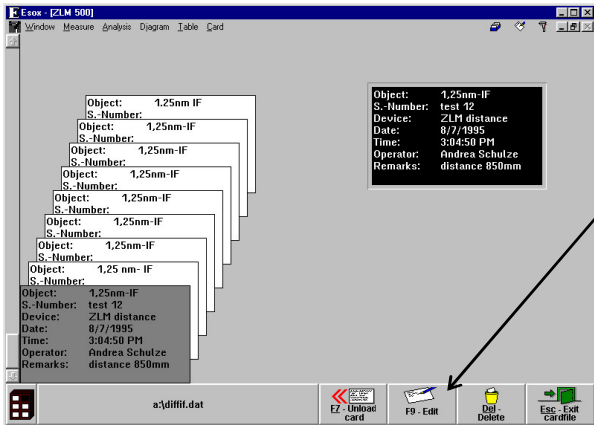 Esox - [ZLM 500]
Window Measure Analysis Diagram Table Card
Object: 1.25nm IF
S.-Number:
Object: 1,25nm-IF
S.-Number:
Object: 1,25nm-IF
S.-Number:
Object: 1,25nm-IF
S.-Number:
Object: 1,25nm-IF
S.-Number:
Object: 1,25nm-IF
S.-Number:
Object: 1,25nm-IF
S.-Number:
Object: 1,25 nm- IF
S.-Number:
Object: 1,25nm-IF
S.-Number: test 12
Device: ZLM distance
Date: 8/7/1995
Time: 3:04:50 PM
Operator: Andrea Schulze
Remarks: distance 850mm
Object: 1,25nm-IF
S.-Number: test 12
Device: ZLM distance
Date: 8/7/1995
Time: 3:04:50 PM
Operator: Andrea Schulze
Remarks: distance 850mm
a:\diffif.dat
F7 - Unload
card
F9 - Edit
Del -
Delete
Esc - Exit
cardfile